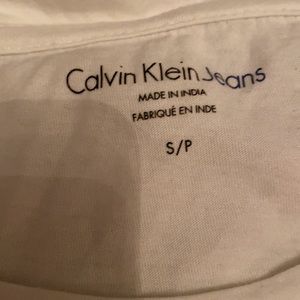 Calvin Klein Jeans
MADE IN INDIA
FABRIQUÉ EN INDE
S/P